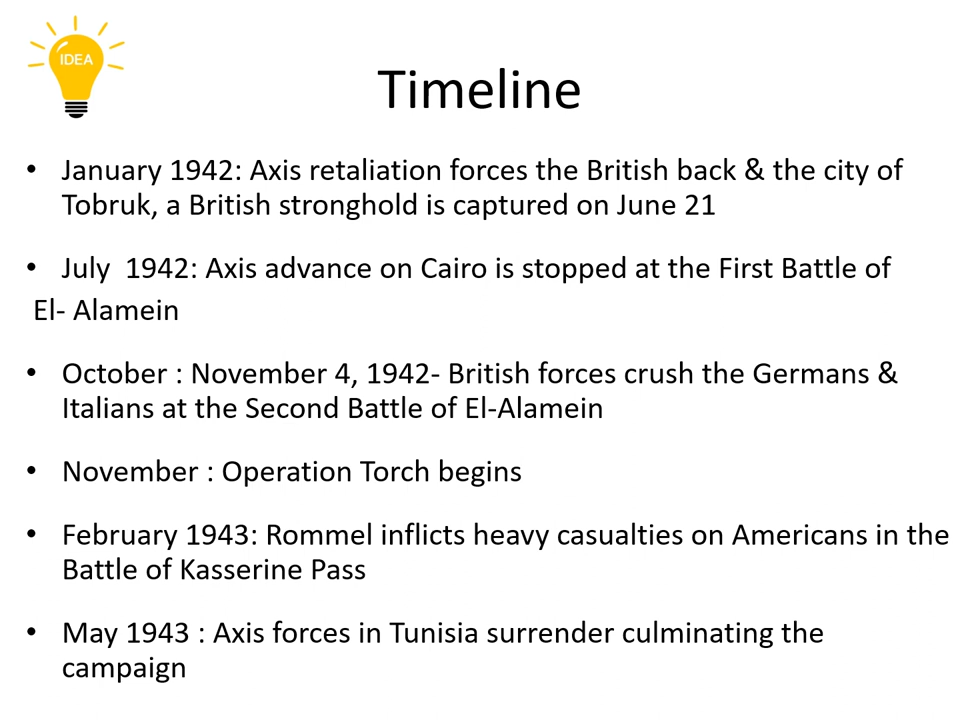 IDEA
Timeline
• January 1942: Axis retaliation forces the British back & the city of
Tobruk, a British stronghold is captured on June 21
• July  1942: Axis advance on Cairo is stopped at the First Battle of
El- Alamein
• October : November 4, 1942- British forces crush the Germans &
Italians at the Second Battle of El-Alamein
• November : Operation Torch begins
• February 1943: Rommel inflicts heavy casualties on Americans in the
Battle of Kasserine Pass
• May 1943 : Axis forces in Tunisia surrender culminating the
campaign